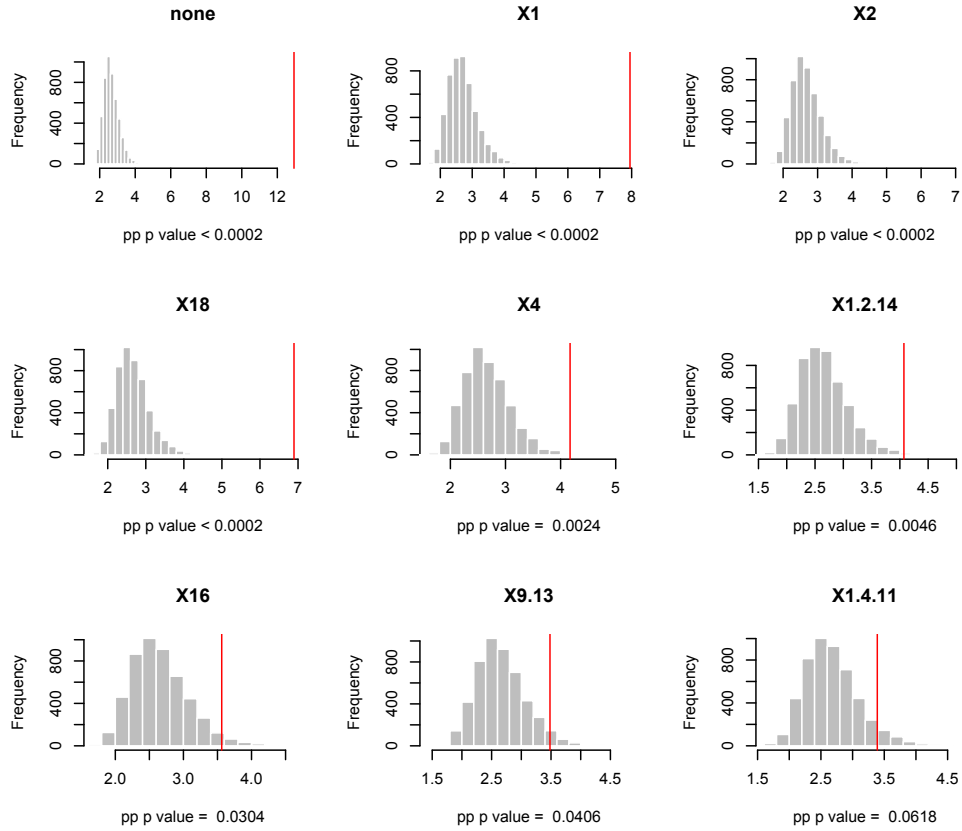 none
X1
X2
Frequency
0 400 800
2 4 6 8 10 12
pp p value < 0.0002
Frequency
0 400 800
2 3 4 5 6 7 8
pp p value < 0.0002
Frequency
0 400 800
2 3 4 5 6 7
pp p value < 0.0002
X18
X4
X1.2.14
Frequency
0 400 800
2 3 4 5 6 7
pp p value < 0.0002
Frequency
0 400 800
2 3 4 5
pp p value = 0.0024
Frequency
0 400 800
1.5 2.5 3.5 4.5
pp p value = 0.0046
X16
X9.13
X1.4.11
Frequency
0 400 800
2.0 3.0 4.0
pp p value = 0.0304
Frequency
0 400 800
1.5 2.5 3.5 4.5
pp p value = 0.0406
Frequency
0 400 800
1.5 2.5 3.5 4.5
pp p value = 0.0618